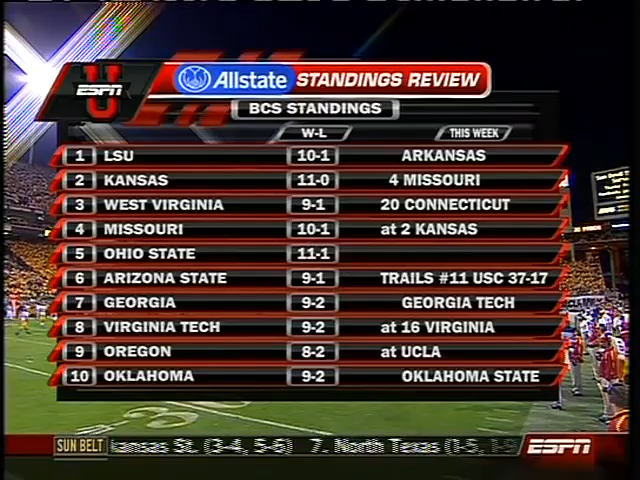 ESPN U
Allstate STANDINGS REVIEW
BCS STANDINGS
W-L THIS WEEK
1 LSU 10-1 ARKANSAS
2 KANSAS 11-0 4 MISSOURI
3 WEST VIRGINIA 9-1 20 CONNECTICUT
4 MISSOURI 10-1 at 2 KANSAS
5 OHIO STATE 11-1
6 ARIZONA STATE 9-1 TRAILS #11 USC 37-17
7 GEORGIA 9-2 GEORGIA TECH
8 VIRGINIA TECH 9-2 at 16 VIRGINIA
9 OREGON 8-2 at UCLA
10 OKLAHOMA 9-2 OKLAHOMA STATE
SUN BELT kansas St. (3-4, 5-6) 7. North Texas (1-5, 1-9 ESPN